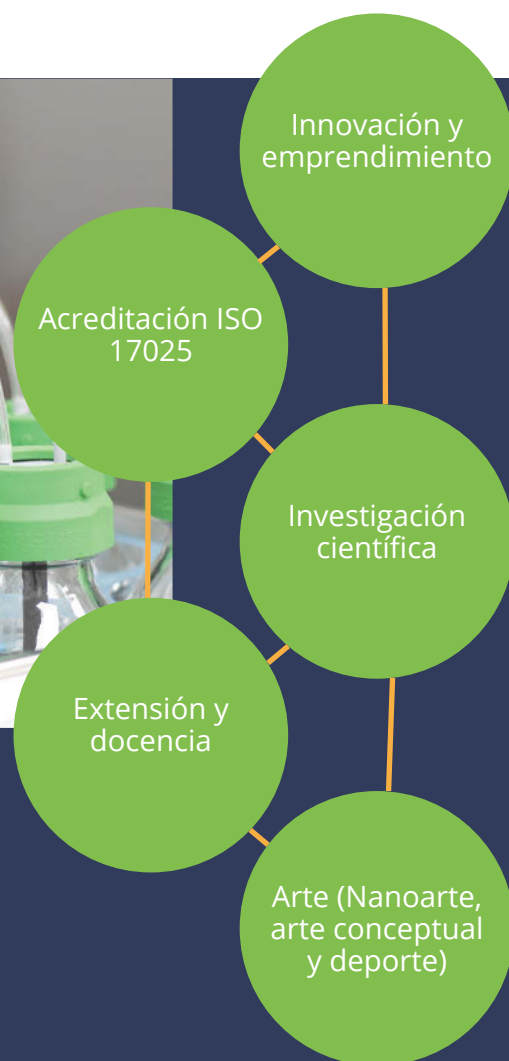 Innovación y
emprendimiento
Acreditación ISO
17025
Investigación
científica
Extensión y
docencia
Arte (Nanoarte,
arte conceptual
y deporte)